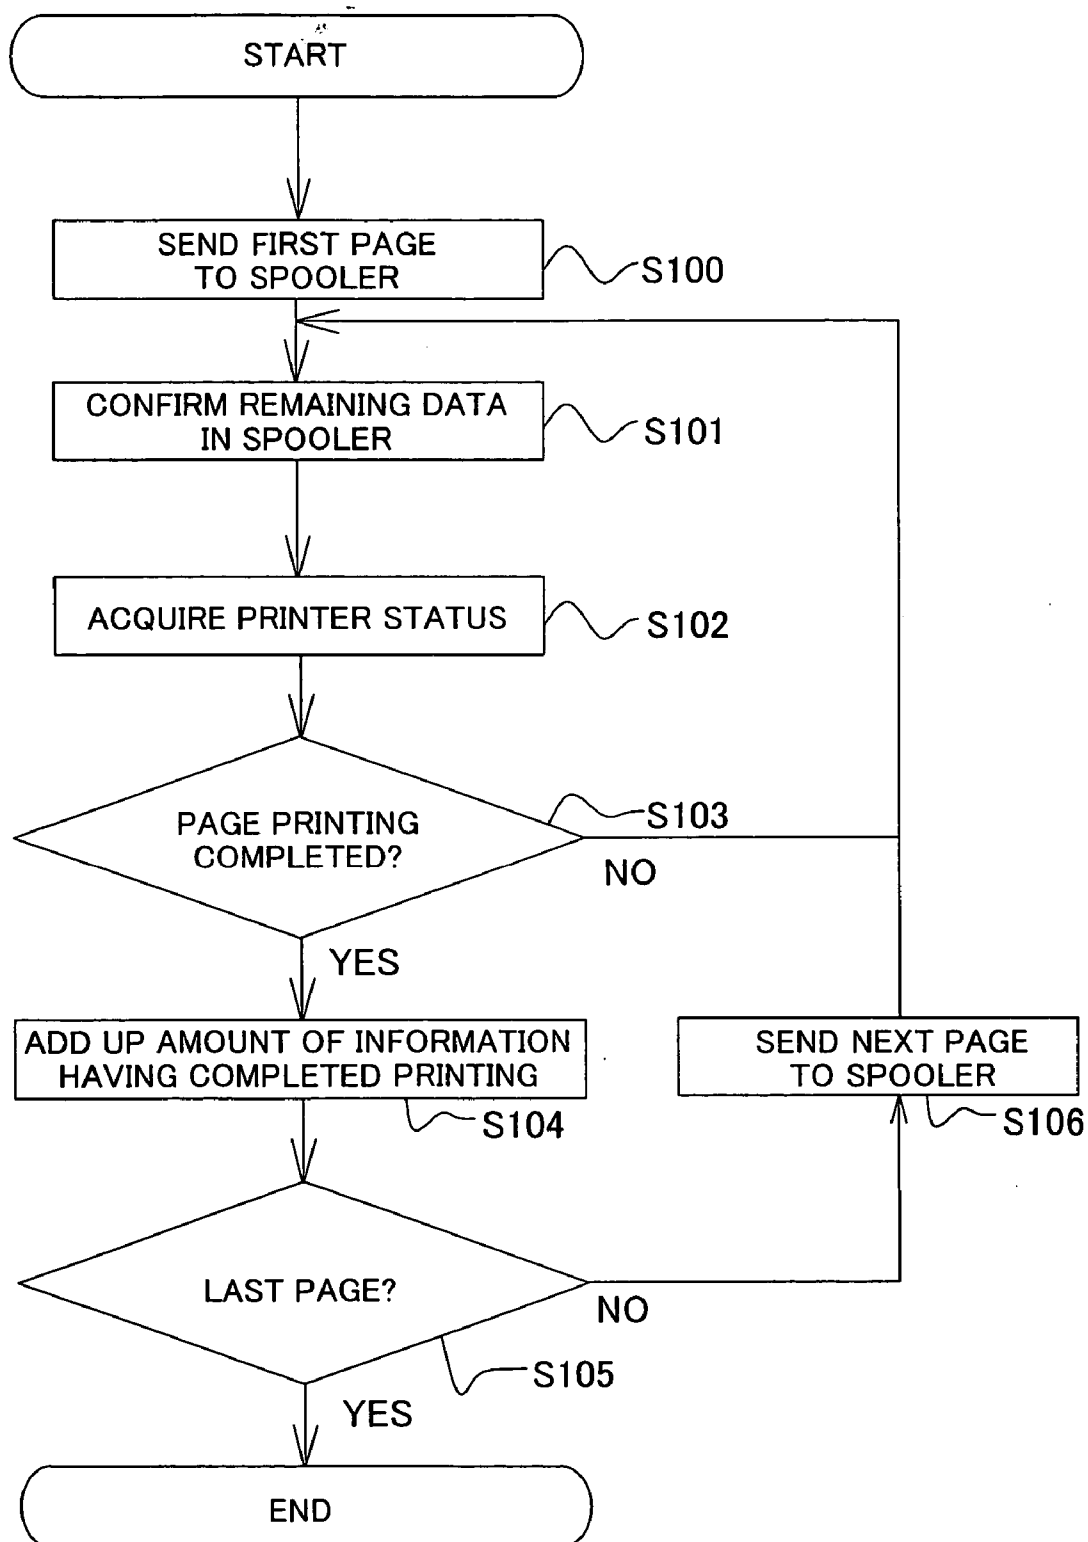 START
SEND FIRST PAGE
TO SPOOLER
S100
CONFIRM REMAINING DATA
IN SPOOLER
S101
ACQUIRE PRINTER STATUS
S102
PAGE PRINTING
COMPLETED?
S103
NO
YES
ADD UP AMOUNT OF INFORMATION
HAVING COMPLETED PRINTING
S104
SEND NEXT PAGE
TO SPOOLER
S106
LAST PAGE?
NO
S105
YES
END